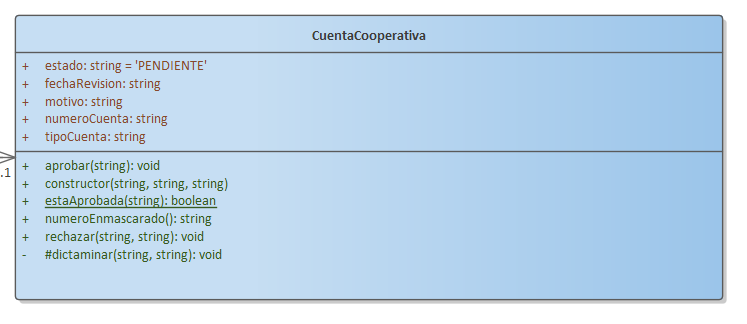 CuentaCooperativa
+ estado: string = 'PENDIENTE'
+ fechaRevision: string
+ motivo: string
+ numeroCuenta: string
+ tipoCuenta: string
.1
+ aprobar(string): void
+ constructor(string, string, string)
+ estaAprobada(string): boolean
+ numeroEnmascarado(): string
+ rechazar(string, string): void
- #dictaminar(string, string): void